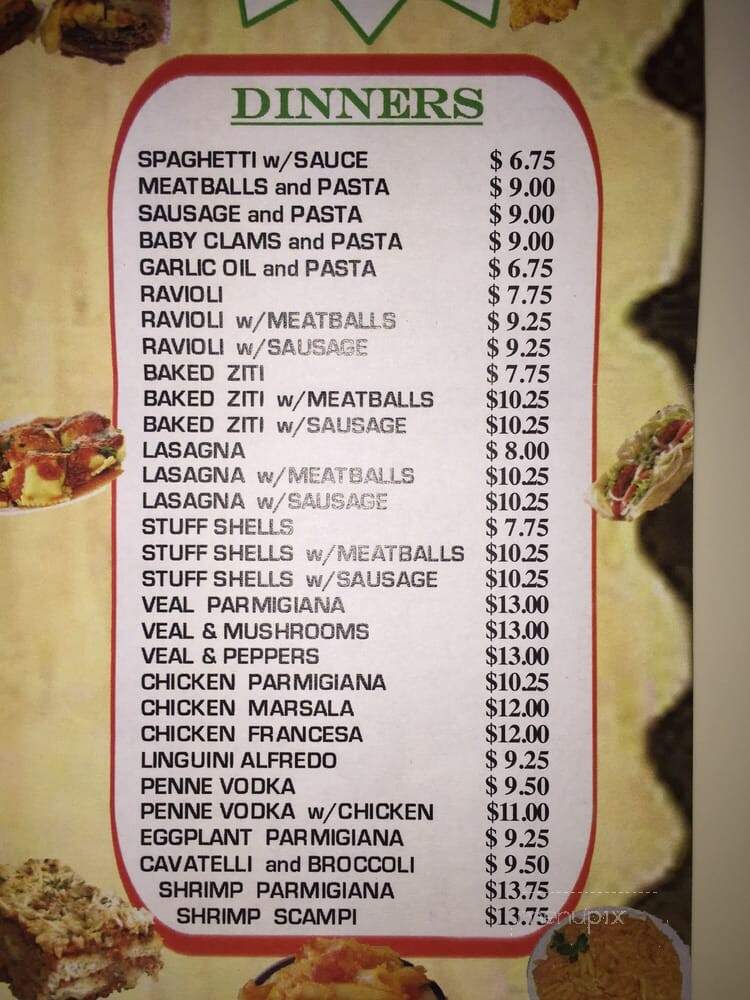 DINNERS
SPAGHETTI w/SAUCE $ 6.75
MEATBALLS and PASTA $ 9.00
SAUSAGE and PASTA $ 9.00
BABY CLAMS and PASTA $ 9.00
GARLIC OIL and PASTA $ 6.75
RAVIOLI $ 7.75
RAVIOLI w/MEATBALLS $ 9.25
RAVIOLI w/SAUSAGE $ 9.25
BAKED ZITI $ 7.75
BAKED ZITI w/MEATBALLS $10.25
BAKED ZITI w/SAUSAGE $10.25
LASAGNA $ 8.00
LASAGNA w/MEATBALLS $10.25
LASAGNA w/SAUSAGE $10.25
STUFF SHELLS $ 7.75
STUFF SHELLS w/MEATBALLS $10.25
STUFF SHELLS w/SAUSAGE $10.25
VEAL PARMIGIANA $13.00
VEAL & MUSHROOMS $13.00
VEAL & PEPPERS $13.00
CHICKEN PARMIGIANA $10.25
CHICKEN MARSALA $12.00
CHICKEN FRANCESA $12.00
LINGUINI ALFREDO $ 9.25
PENNE VODKA $ 9.50
PENNE VODKA w/CHICKEN $11.00
EGGPLANT PARMIGIANA $ 9.25
CAVATELLI and BROCCOLI $ 9.50
SHRIMP PARMIGIANA $13.75
SHRIMP SCAMPI $13.75
menupix